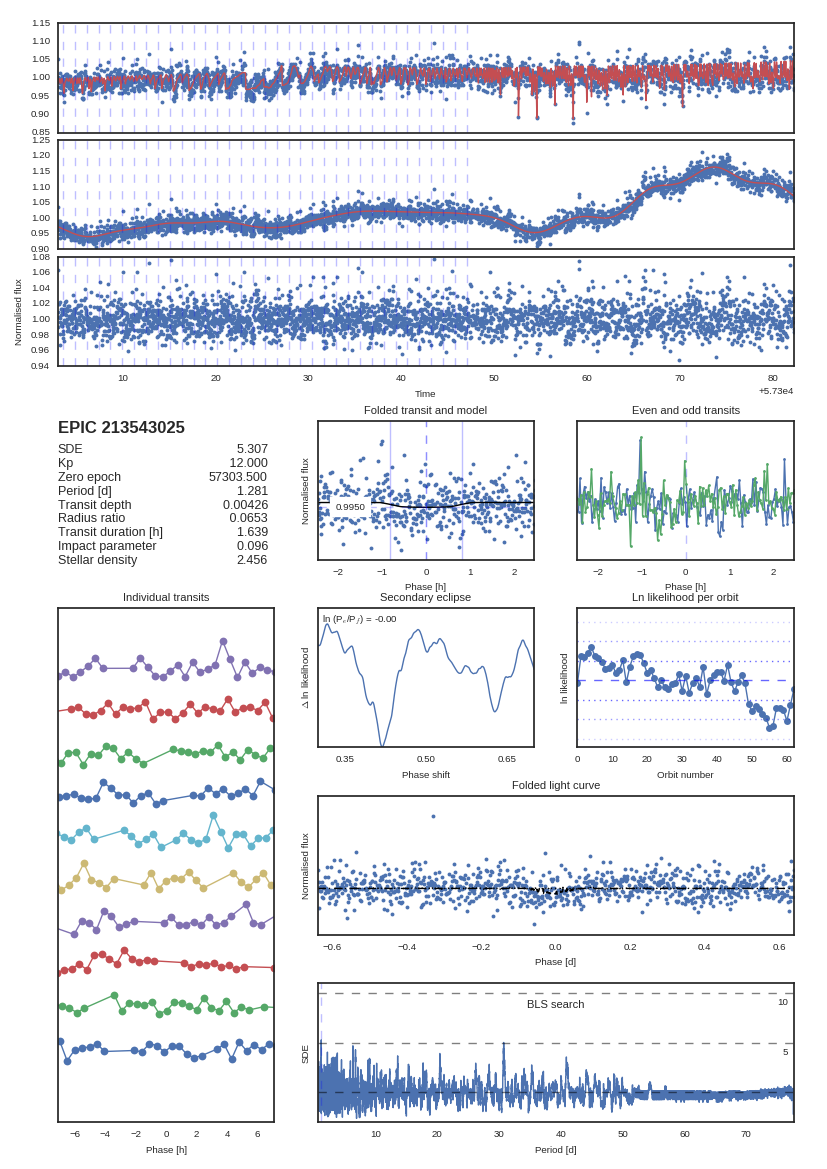 1.15
1.10
1.05
1.00
0.95
0.90
0.85
1.25
1.20
1.15
1.10
1.05
1.00
0.95
0.90
1.08
1.06
1.04
1.02
1.00
0.98
0.96
0.94
Normalised flux
10 20 30 40 50 60 70 80
Time
+5.73e4
EPIC 213543025
SDE 5.307
Kp 12.000
Zero epoch 57303.500
Period [d] 1.281
Transit depth 0.00426
Radius ratio 0.0653
Transit duration [h] 1.639
Impact parameter 0.096
Stellar density 2.456
Folded transit and model
Normalised flux
0.9950
−2 −1 0 1 2
Phase [h]
Even and odd transits
−2 −1 0 1 2
Phase [h]
Individual transits
−6 −4 −2 0 2 4 6
Phase [h]
Secondary eclipse
ln (Pₑ/P_f) = -0.00
Δ ln likelihood
0.35 0.50 0.65
Phase shift
Ln likelihood per orbit
ln likelihood
0 10 20 30 40 50 60
Orbit number
Folded light curve
Normalised flux
−0.6 −0.4 −0.2 0.0 0.2 0.4 0.6
Phase [d]
BLS search
10
5
SDE
10 20 30 40 50 60 70
Period [d]